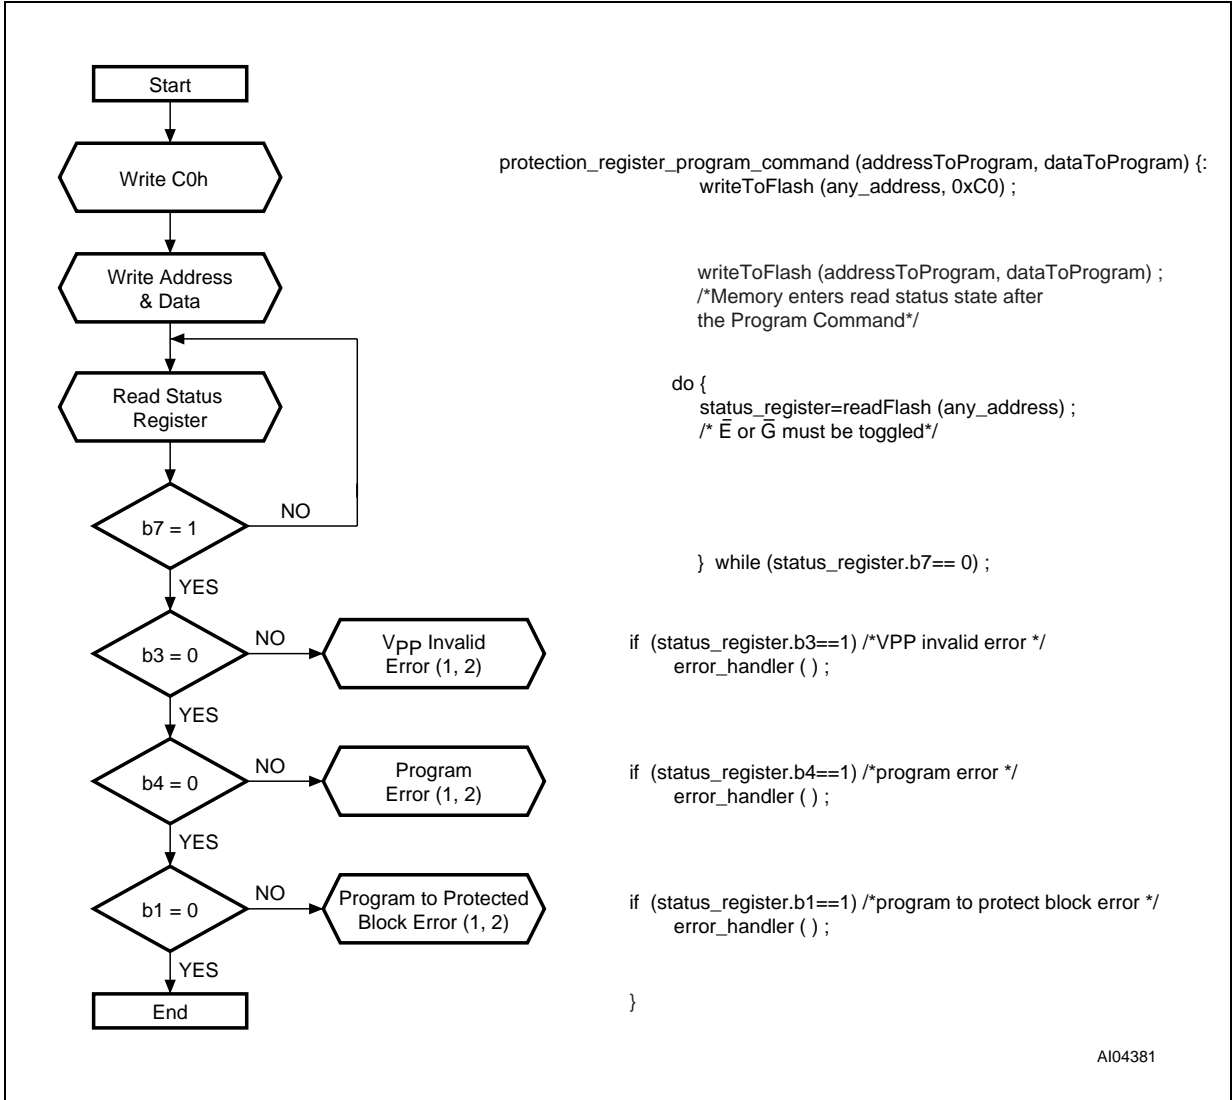 Start
Write C0h
protection_register_program_command (addressToProgram, dataToProgram) {:
writeToFlash (any_address, 0xC0) ;
Write Address
& Data
writeToFlash (addressToProgram, dataToProgram) ;
/*Memory enters read status state after
the Program Command*/
Read Status
Register
do {
status_register=readFlash (any_address) ;
/* E̅ or G̅ must be toggled*/
b7 = 1
NO
} while (status_register.b7== 0) ;
YES
b3 = 0
NO
VPP Invalid
Error (1, 2)
if (status_register.b3==1) /*VPP invalid error */
error_handler ( ) ;
YES
b4 = 0
NO
Program
Error (1, 2)
if (status_register.b4==1) /*program error */
error_handler ( ) ;
YES
b1 = 0
NO
Program to Protected
Block Error (1, 2)
if (status_register.b1==1) /*program to protect block error */
error_handler ( ) ;
YES
End
}
AI04381